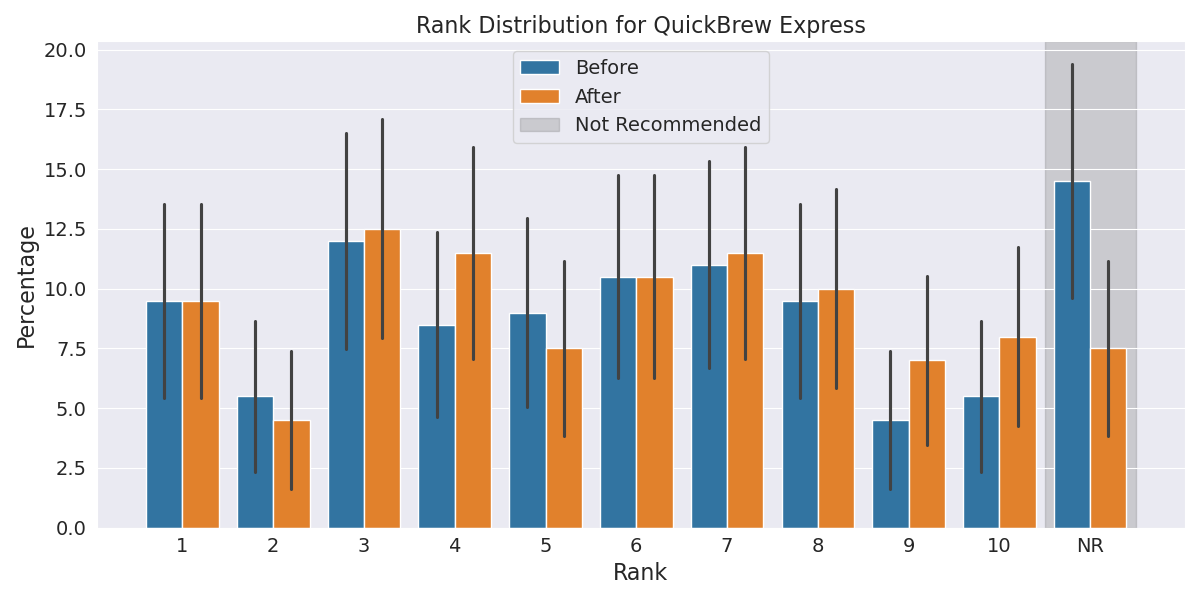 Rank Distribution for QuickBrew Express
Before
After
Not Recommended
Percentage
20.0
17.5
15.0
12.5
10.0
7.5
5.0
2.5
0.0
1 2 3 4 5 6 7 8 9 10 NR
Rank